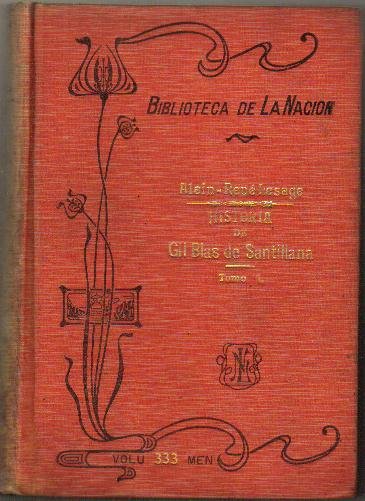 BIBLIOTECA DE LA NACION
Alain-René Lesage
HISTORIA
DE
Gil Blas de Santillana
Tomo
VOLU 333 MEN